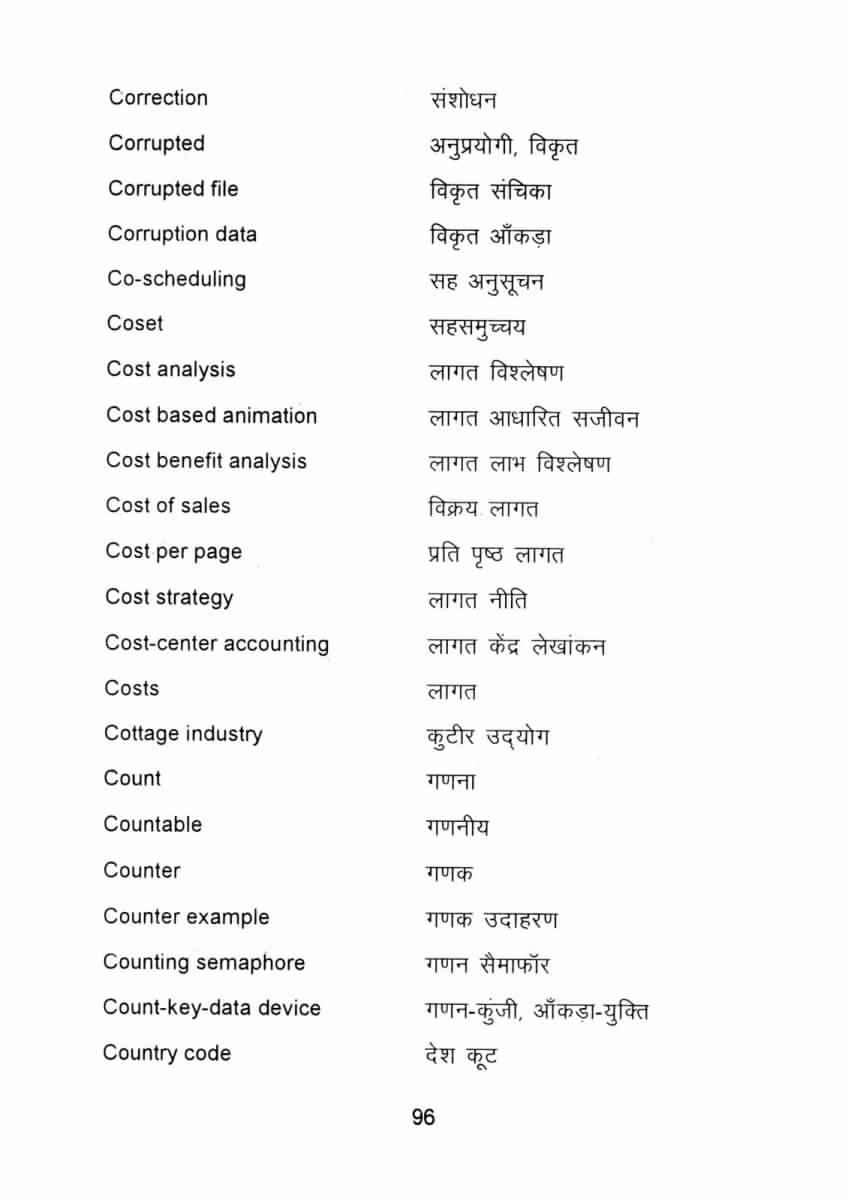 Correction संशोधन
Corrupted अनुप्रयोगी, विकृत
Corrupted file विकृत संचिका
Corruption data विकृत आँकड़ा
Co-scheduling सह अनुसूचन
Coset सहसमुच्चय
Cost analysis लागत विश्लेषण
Cost based animation लागत आधारित सजीवन
Cost benefit analysis लागत लाभ विश्लेषण
Cost of sales विक्रय लागत
Cost per page प्रति पृष्ठ लागत
Cost strategy लागत नीति
Cost-center accounting लागत केंद्र लेखांकन
Costs लागत
Cottage industry कुटीर उद्‌योग
Count गणना
Countable गणनीय
Counter गणक
Counter example गणक उदाहरण
Counting semaphore गणन सैमाफॉर
Count-key-data device गणन-कुंजी, आँकड़ा-युक्ति
Country code देश कूट
96